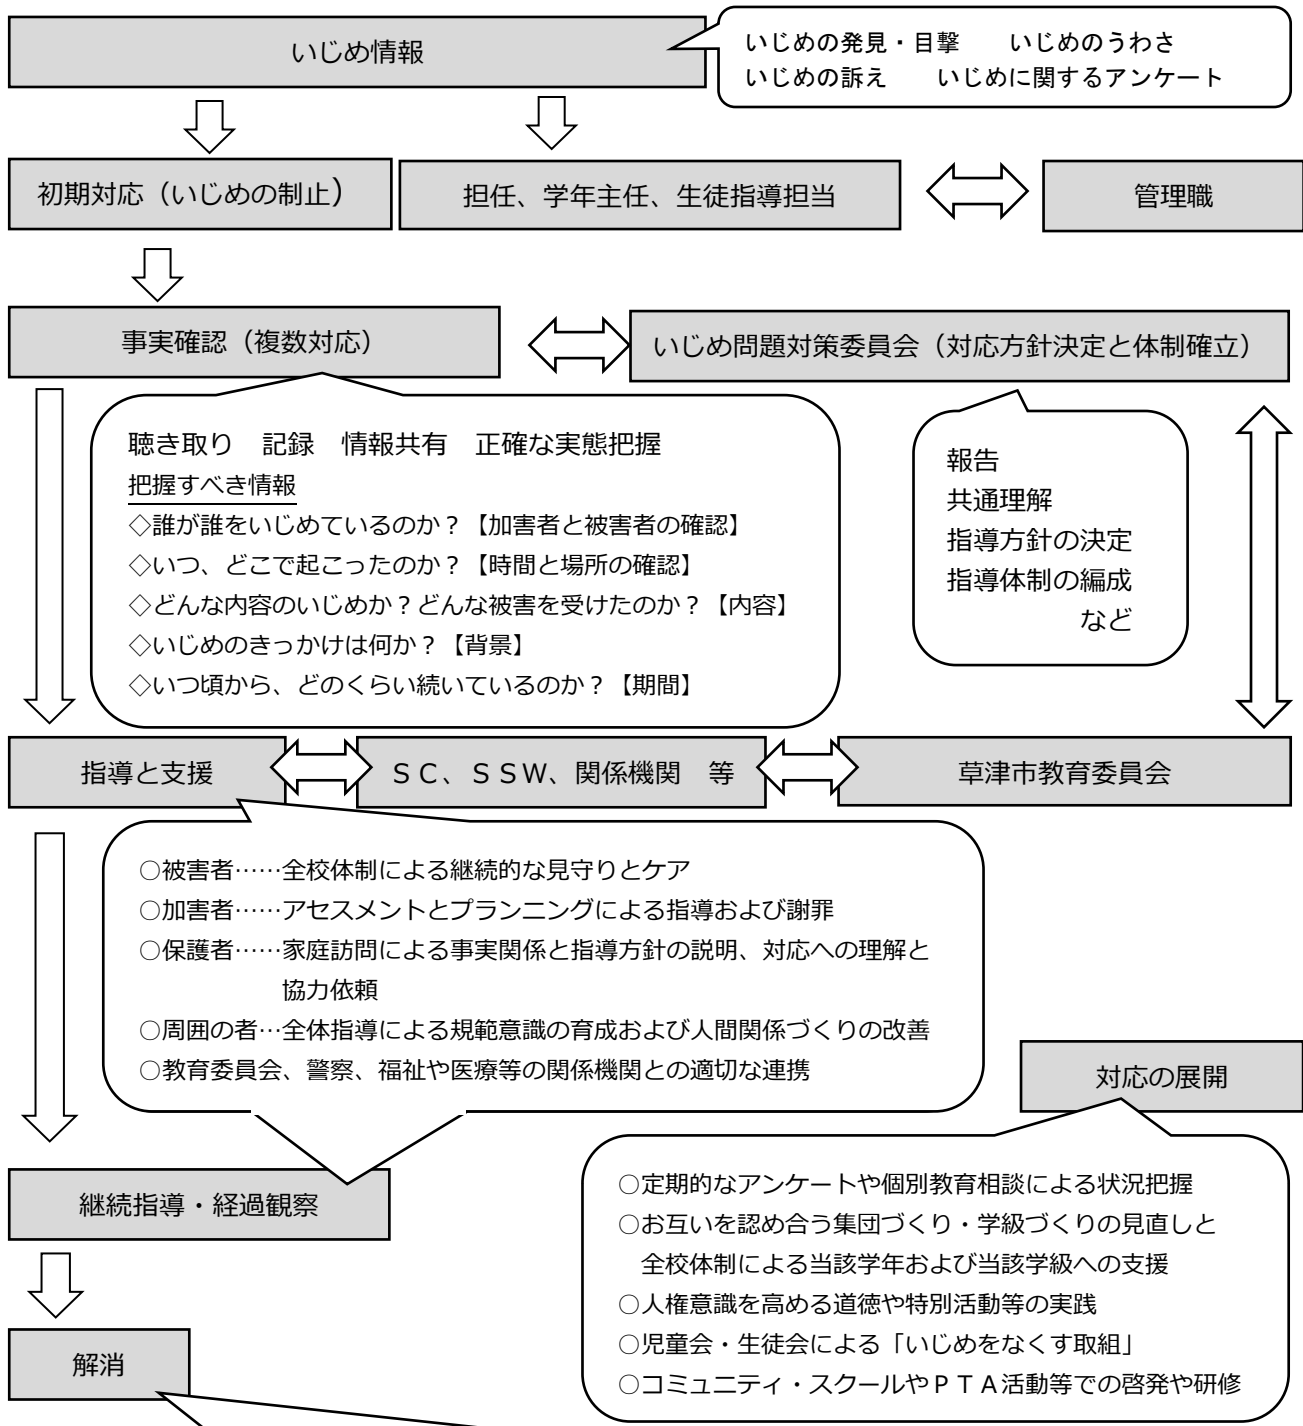 いじめ情報
いじめの発見・目撃　　いじめのうわさ
いじめの訴え　　いじめに関するアンケート
初期対応（いじめの制止）
担任、学年主任、生徒指導担当
管理職
事実確認（複数対応）
いじめ問題対策委員会（対応方針決定と体制確立）
聴き取り　記録　情報共有　正確な実態把握
把握すべき情報
◇誰が誰をいじめているのか？【加害者と被害者の確認】
◇いつ、どこで起こったのか？【時間と場所の確認】
◇どんな内容のいじめか？どんな被害を受けたのか？【内容】
◇いじめのきっかけは何か？【背景】
◇いつ頃から、どのくらい続いているのか？【期間】
報告
共通理解
指導方針の決定
指導体制の編成
など
指導と支援
ＳＣ、ＳＳＷ、関係機関　等
草津市教育委員会
○被害者……全校体制による継続的な見守りとケア
○加害者……アセスメントとプランニングによる指導および謝罪
○保護者……家庭訪問による事実関係と指導方針の説明、対応への理解と
協力依頼
○周囲の者…全体指導による規範意識の育成および人間関係づくりの改善
○教育委員会、警察、福祉や医療等の関係機関との適切な連携
対応の展開
継続指導・経過観察
○定期的なアンケートや個別教育相談による状況把握
○お互いを認め合う集団づくり・学級づくりの見直しと
全校体制による当該学年および当該学級への支援
○人権意識を高める道徳や特別活動等の実践
○児童会・生徒会による「いじめをなくす取組」
○コミュニティ・スクールやＰＴＡ活動等での啓発や研修
解消